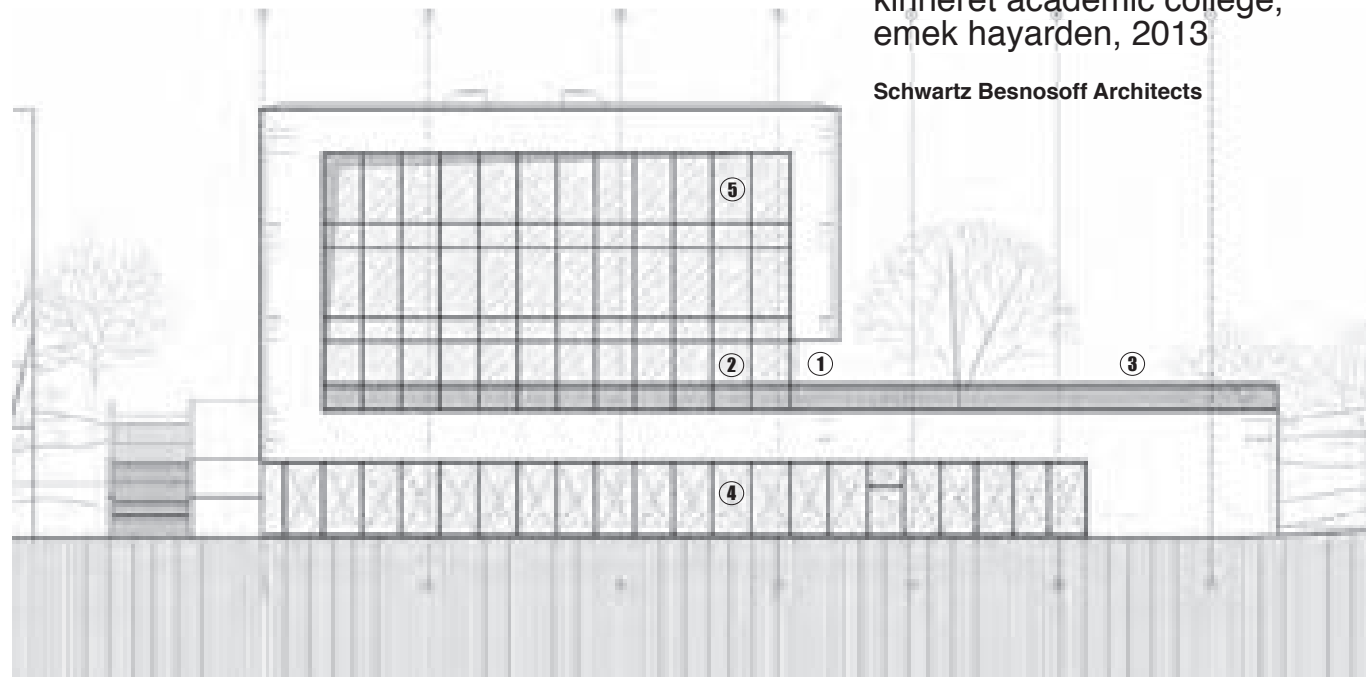 kinneret academic college,
emek hayarden, 2013
Schwartz Besnosoff Architects
5
2
1
3
4